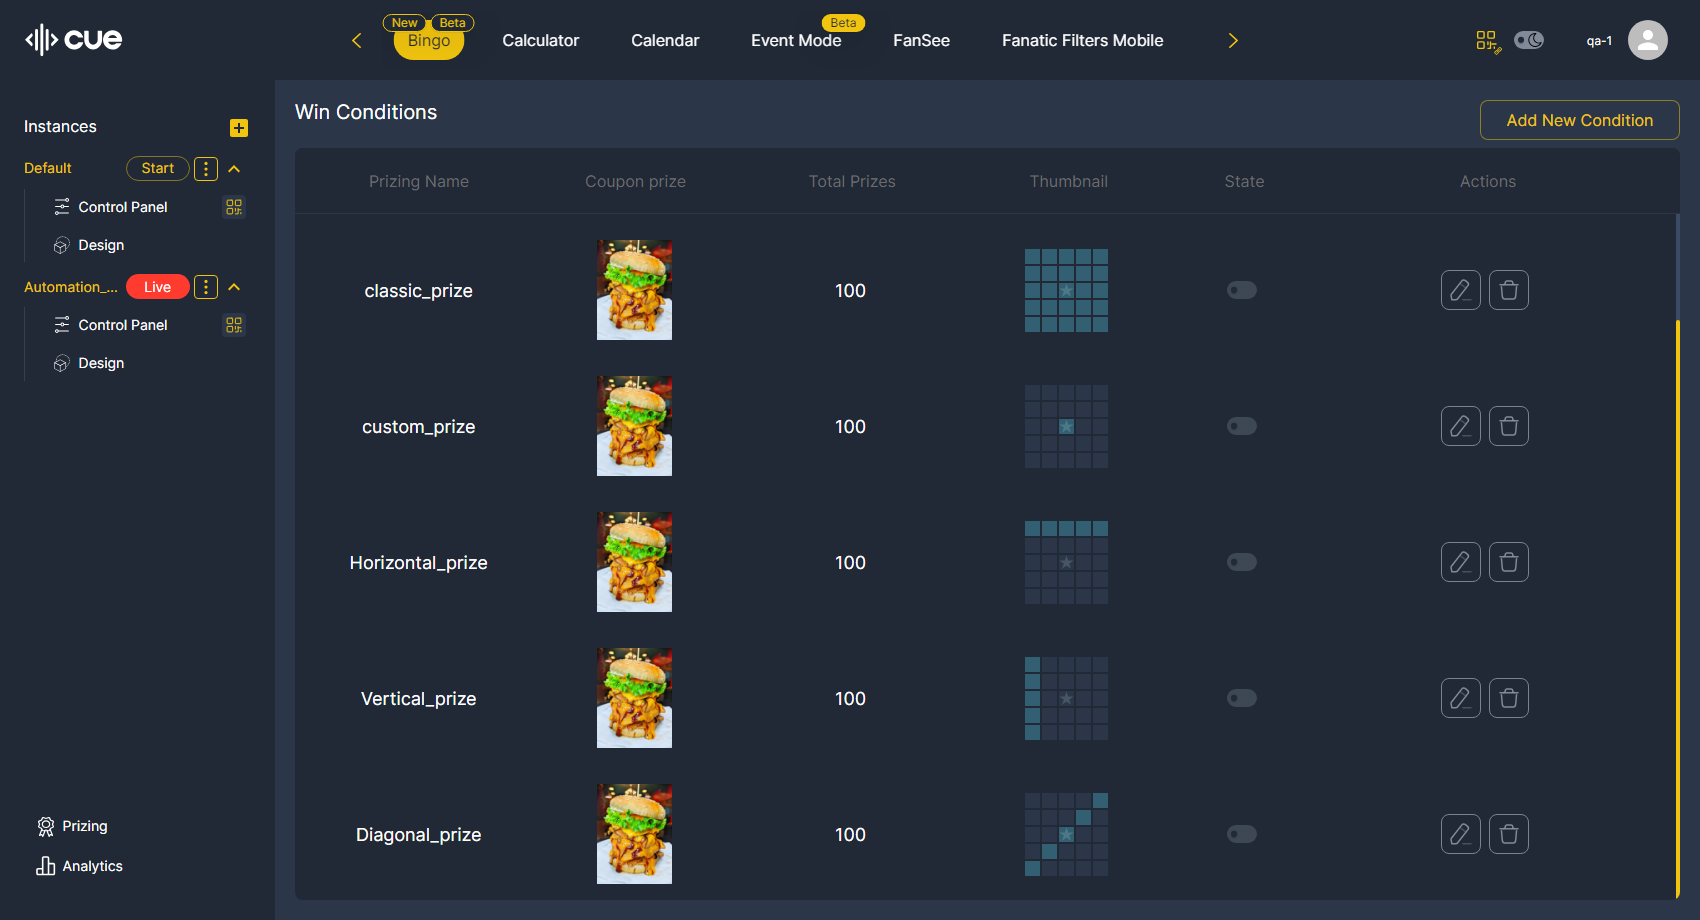 cue
New Beta
Bingo
Calculator
Calendar
Beta
Event Mode
FanSee
Fanatic Filters Mobile
qa-1
Instances
Default Start
Control Panel
Design
Automation_... Live
Control Panel
Design
Prizing
Analytics
Win Conditions
Add New Condition
Prizing Name Coupon prize Total Prizes Thumbnail State Actions
classic_prize 100
custom_prize 100
Horizontal_prize 100
Vertical_prize 100
Diagonal_prize 100